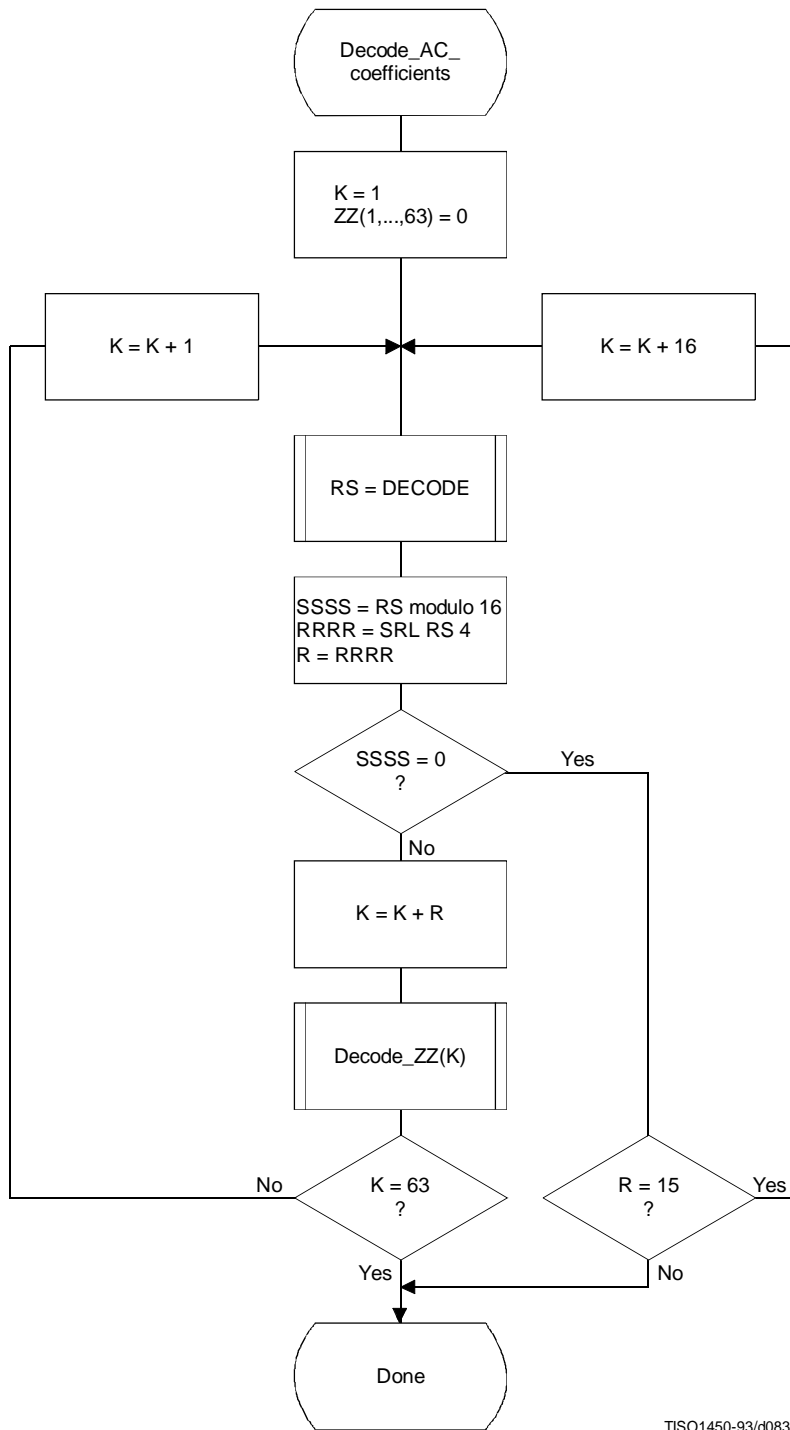 Decode_AC_
coefficients
K = 1
ZZ(1,...,63) = 0
K = K + 1
K = K + 16
RS = DECODE
SSSS = RS modulo 16
RRRR = SRL RS 4
R = RRRR
SSSS = 0
?
Yes
No
K = K + R
Decode_ZZ(K)
No
K = 63
?
R = 15
?
Yes
Yes
No
Done
TISO1450-93/d083